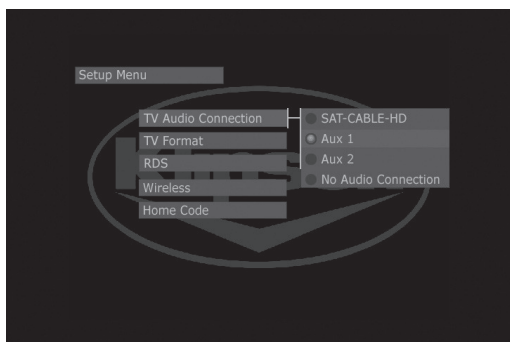 Setup Menu
TV Audio Connection
TV Format
RDS
Wireless
Home Code
SAT-CABLE-HD
Aux 1
Aux 2
No Audio Connection